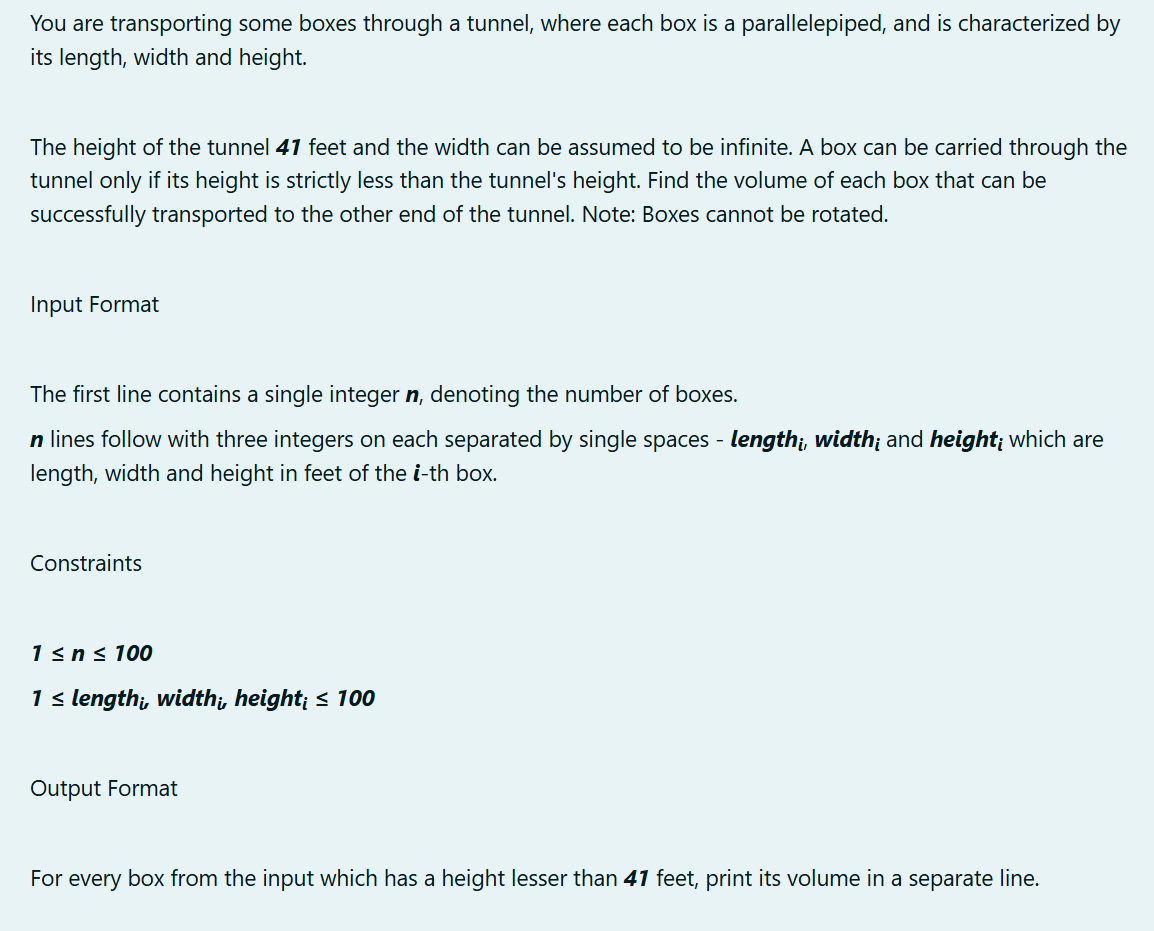 You are transporting some boxes through a tunnel, where each box is a parallelepiped, and is characterized by
its length, width and height.
The height of the tunnel 41 feet and the width can be assumed to be infinite. A box can be carried through the
tunnel only if its height is strictly less than the tunnel's height. Find the volume of each box that can be
successfully transported to the other end of the tunnel. Note: Boxes cannot be rotated.
Input Format
The first line contains a single integer n, denoting the number of boxes.
n lines follow with three integers on each separated by single spaces - lengthᵢ, widthᵢ and heightᵢ which are
length, width and height in feet of the i-th box.
Constraints
1 ≤ n ≤ 100
1 ≤ lengthᵢ, widthᵢ, heightᵢ ≤ 100
Output Format
For every box from the input which has a height lesser than 41 feet, print its volume in a separate line.